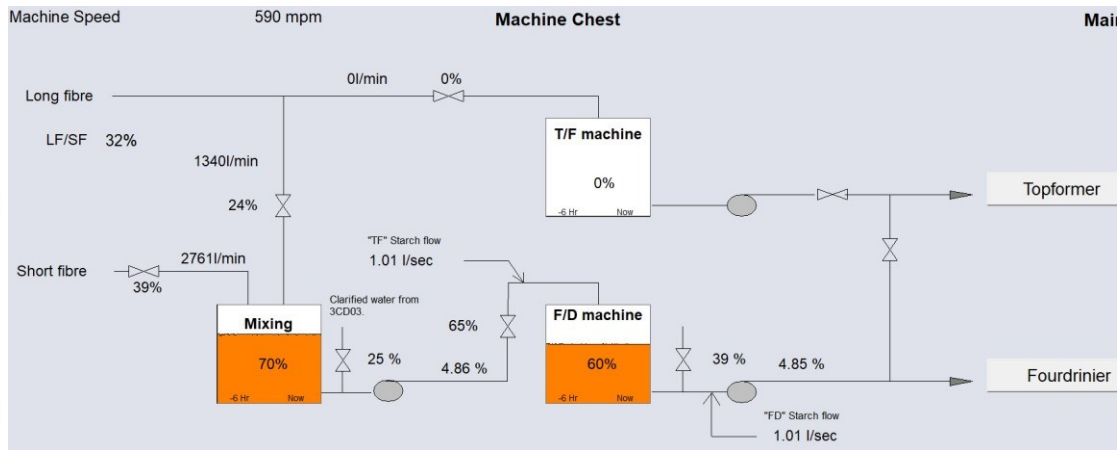 Machine Speed 590 mpm Machine Chest Mai
0l/min 0%
Long fibre
LF/SF 32%
T/F machine
1340l/min
0%
24%
-6 Hr Now
Topformer
"TF" Starch flow
1.01 l/sec
Short fibre 2761l/min
39%
Clarified water from
3CD03.
Mixing
F/D machine
65%
70% 25 % 4.86 % 60% 39 % 4.85 %
Fourdrinier
-6 Hr Now
-6 Hr Now
"FD" Starch flow
1.01 l/sec